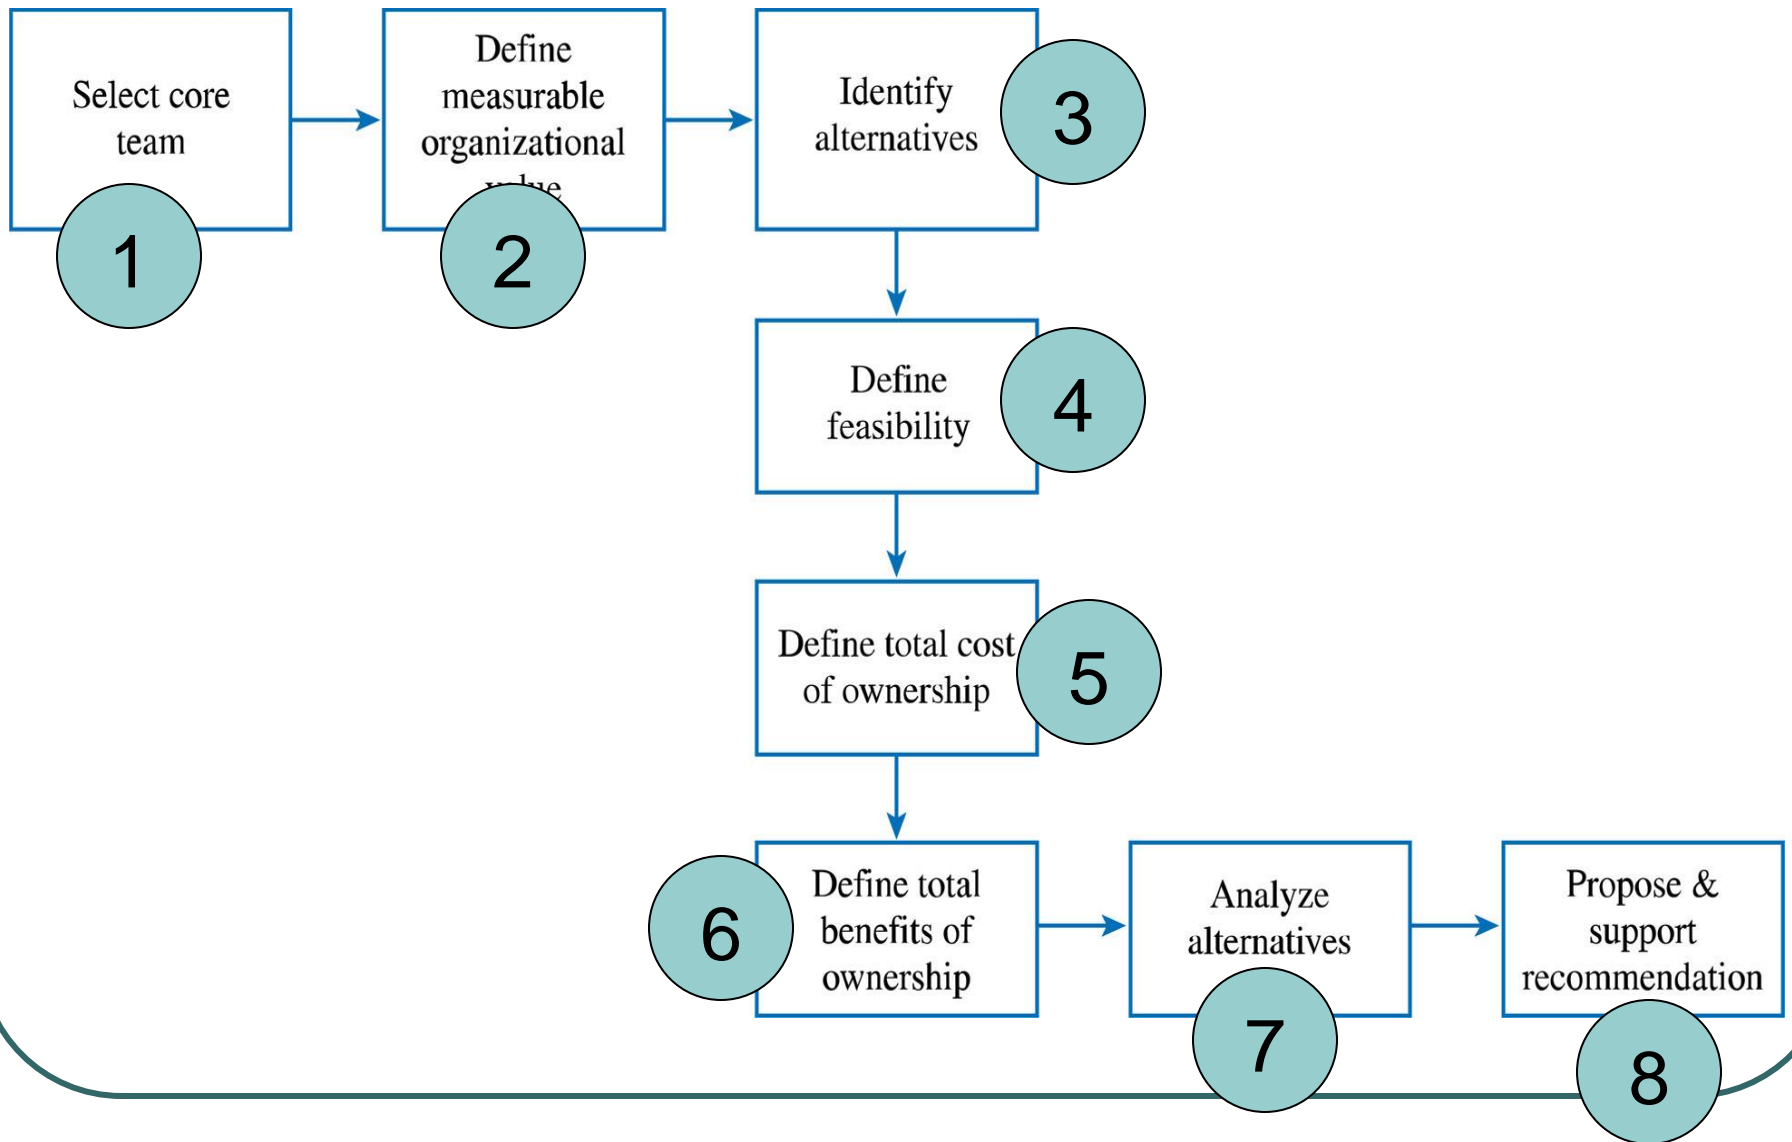 Select core
team
1
Define
measurable
organizational
value
2
Identify
alternatives
3
Define
feasibility
4
Define total cost
of ownership
5
Define total
benefits of
ownership
6
Analyze
alternatives
7
Propose &
support
recommendation
8